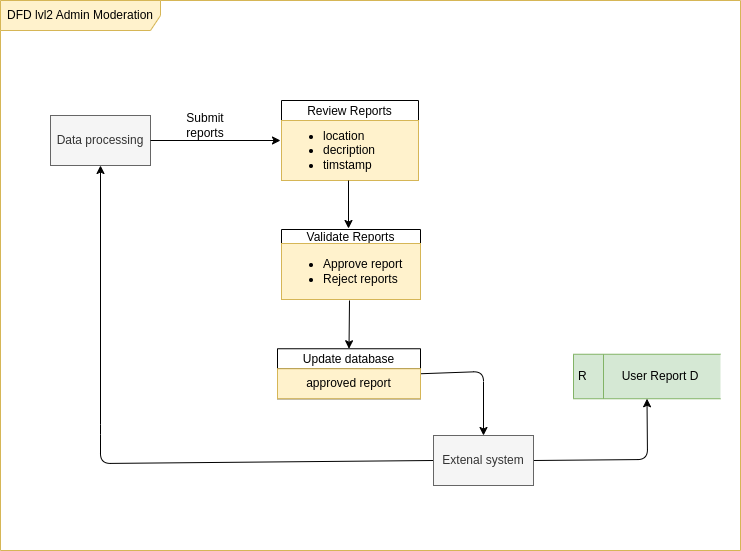 DFD lvl2 Admin Moderation
Submit
reports
Data processing
Review Reports
location
decription
timstamp
Validate Reports
Approve report
Reject reports
Update database
approved report
R
User Report D
Extenal system